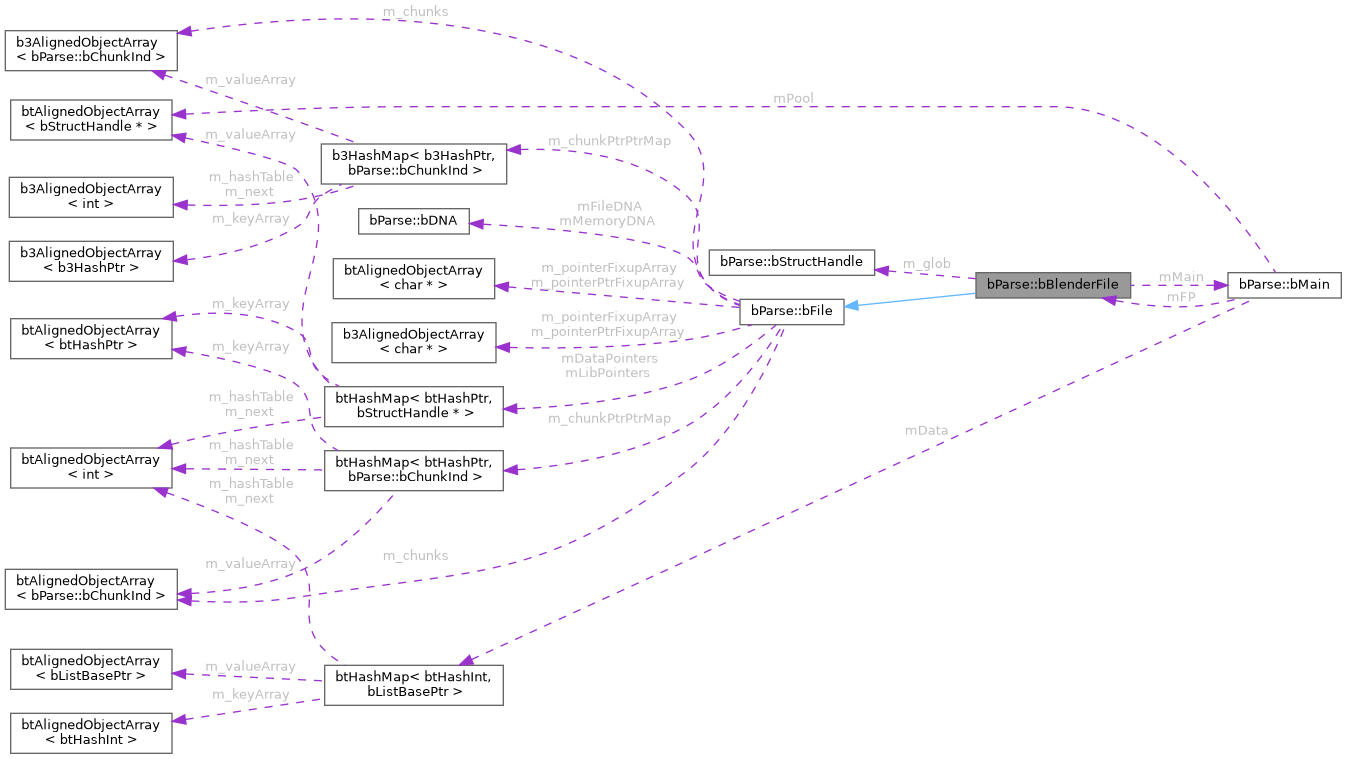 m_chunks
b3AlignedObjectArray
< bParse::bChunkInd >
m_valueArray
mPool
btAlignedObjectArray
< bStructHandle * >
m_valueArray
m_chunkPtrPtrMap
b3HashMap< b3HashPtr,
bParse::bChunkInd >
m_hashTable
m_next
b3AlignedObjectArray
< int >
m_keyArray
mFileDNA
mMemoryDNA
bParse::bDNA
b3AlignedObjectArray
< b3HashPtr >
bParse::bStructHandle
m_glob
btAlignedObjectArray
< char * >
m_pointerFixupArray
m_pointerPtrFixupArray
bParse::bBlenderFile
mMain
mFP
bParse::bMain
m_keyArray
bParse::bFile
btAlignedObjectArray
< btHashPtr >
m_keyArray
b3AlignedObjectArray
< char * >
m_pointerFixupArray
m_pointerPtrFixupArray
mDataPointers
mLibPointers
m_hashTable
m_next
btHashMap< btHashPtr,
bStructHandle * >
m_chunkPtrPtrMap
mData
btAlignedObjectArray
< int >
m_hashTable
m_next
btHashMap< btHashPtr,
bParse::bChunkInd >
m_hashTable
m_next
m_valueArray
m_chunks
btAlignedObjectArray
< bParse::bChunkInd >
btAlignedObjectArray
< bListBasePtr >
m_valueArray
btHashMap< btHashInt,
bListBasePtr >
m_keyArray
btAlignedObjectArray
< btHashInt >